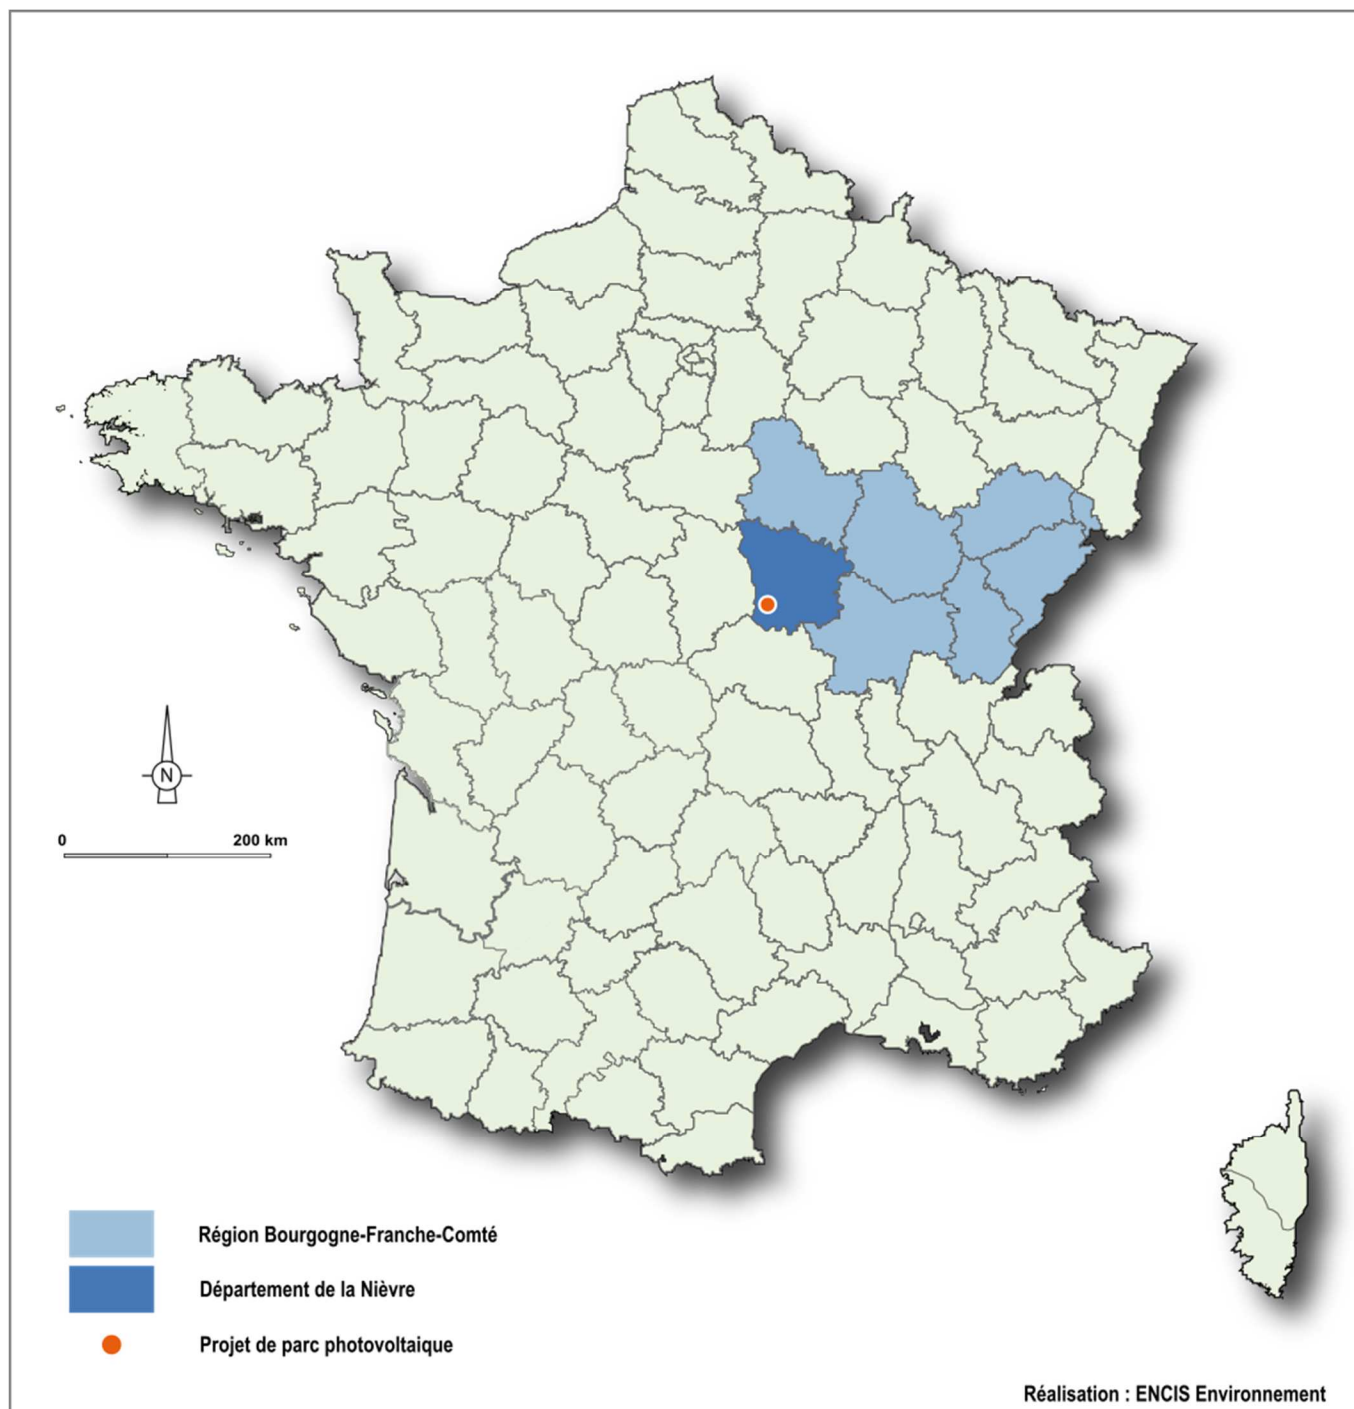 N
0 200 km
Région Bourgogne-Franche-Comté
Département de la Nièvre
Projet de parc photovoltaique
Réalisation : ENCIS Environnement